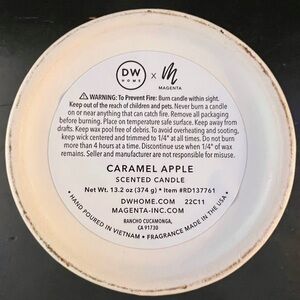 DW
HOME
x
M
MAGENTA
⚠ WARNING: To Prevent Fire: Burn candle within sight.
Keep out of the reach of children and pets. Never burn a candle
on or near anything that can catch fire. Remove all packaging
before burning. Place on temperature safe surface. Keep away from
drafts. Keep wax pool free of debris. To avoid overheating and sooting,
keep wick centered and trimmed to 1/4" at all times. Do not burn
more than 4 hours at a time. Discontinue use when 1/4" of wax
remains. Seller and manufacturer are not responsible for misuse.
CARAMEL APPLE
SCENTED CANDLE
Net Wt. 13.2 oz (374 g) * Item #RD137761
DWHOME.COM 22C11
MAGENTA-INC.COM
RANCHO CUCAMONGA,
CA 91730
• HAND POURED IN VIETNAM • FRAGRANCE MADE IN THE USA •